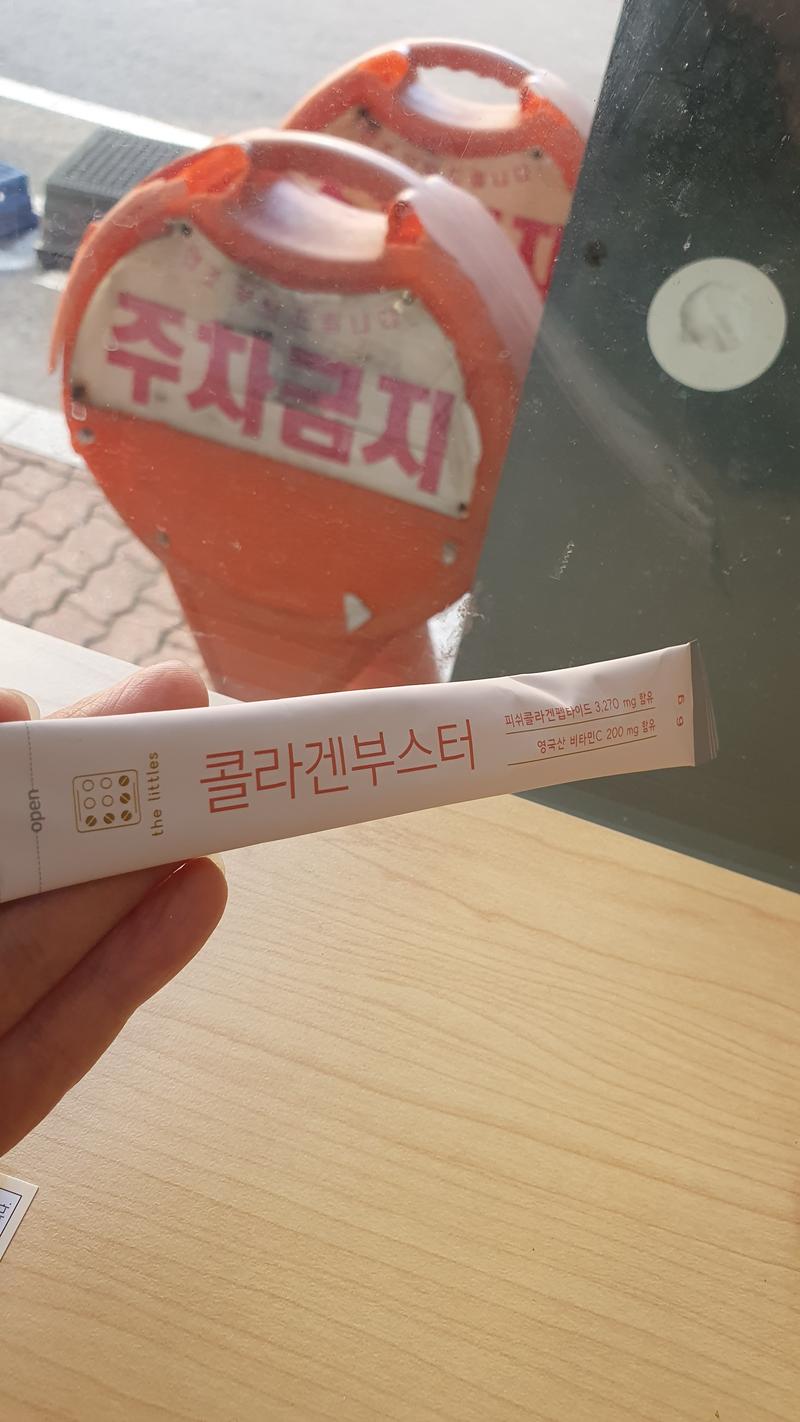 주차금지
open
the littles
콜라겐부스터
피쉬콜라겐펩타이드 3,270 mg 함유
영국산 비타민C 200 mg 함유